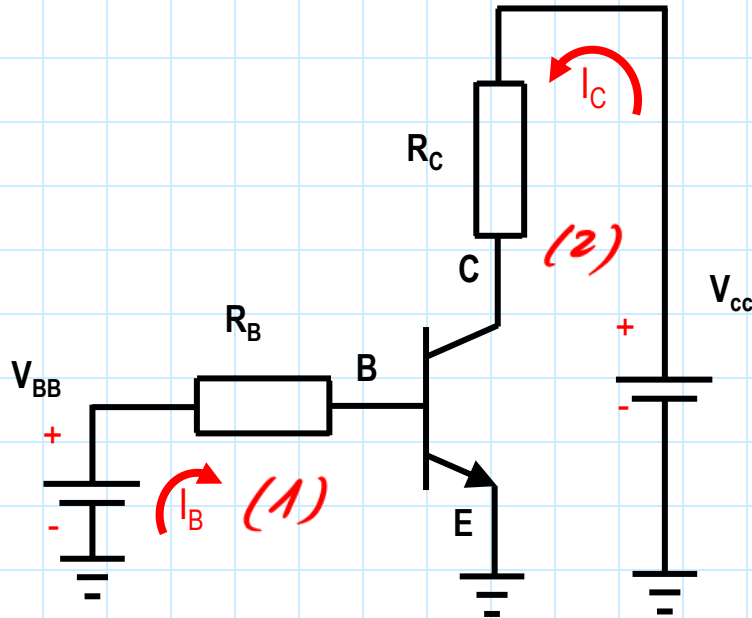 I_C
R_C
(2)
C
V_cc
R_B
+
B
V_BB
+
-
I_B
(1)
-
E